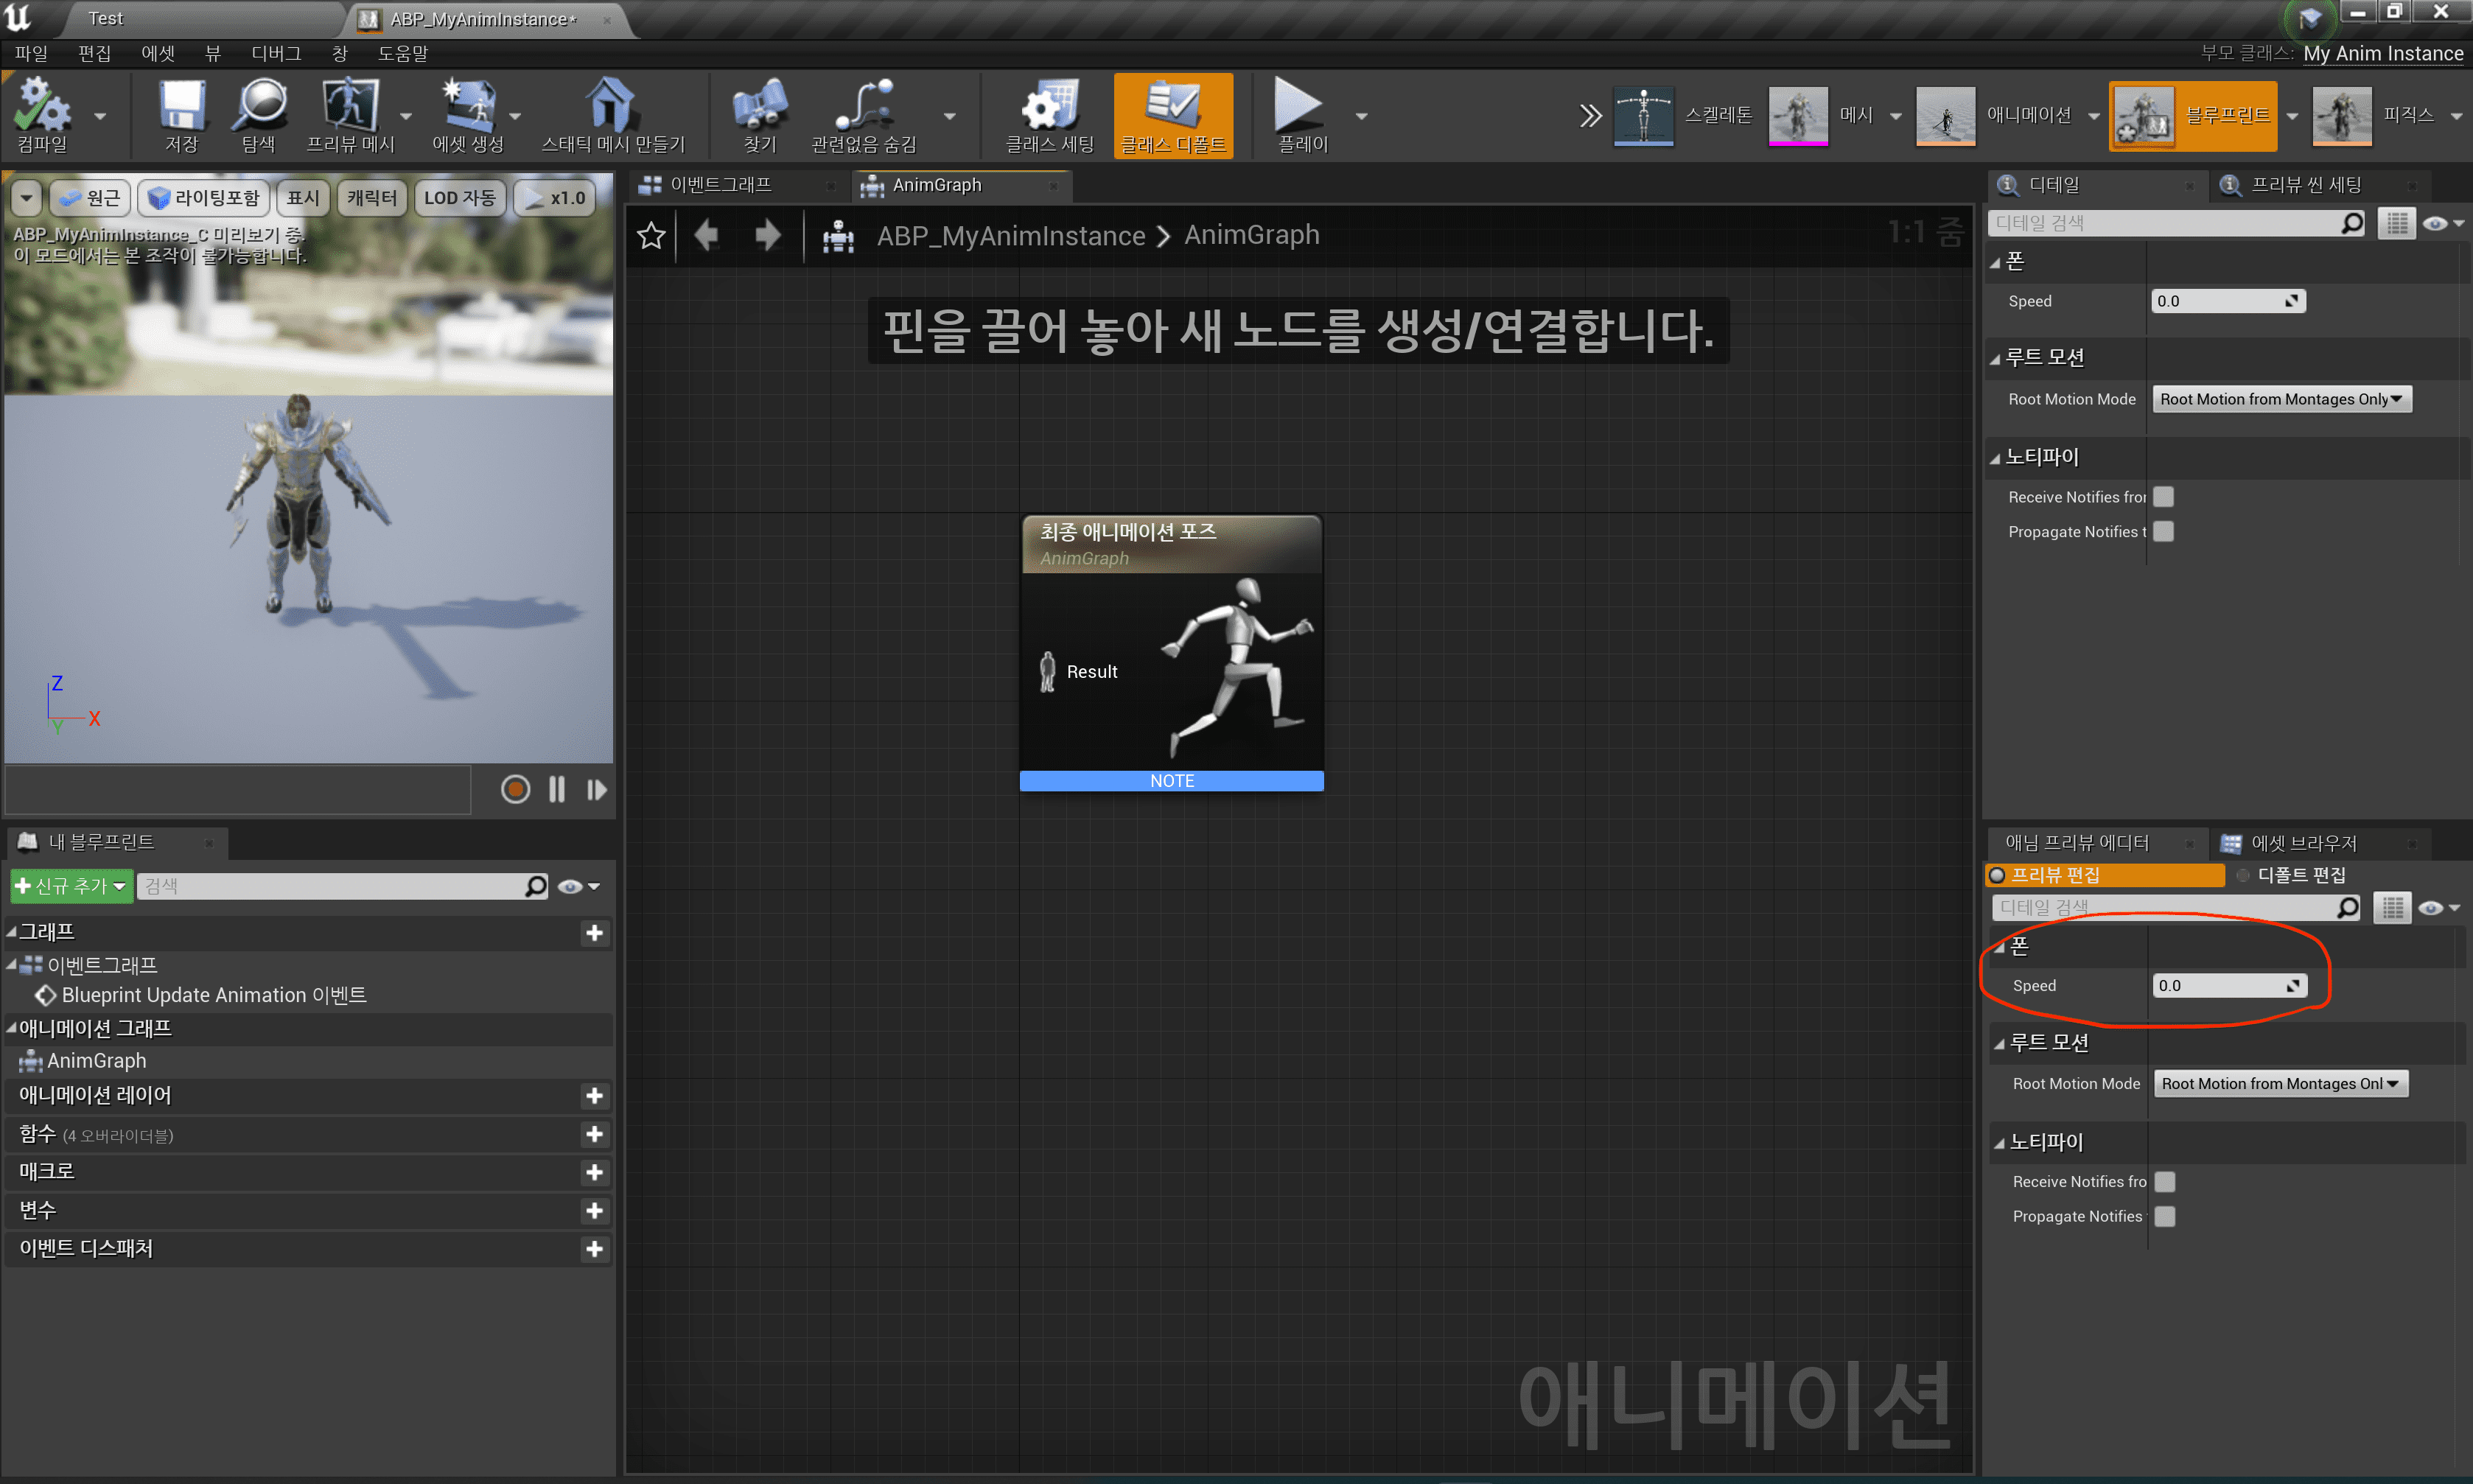 Test
ABP_MyAnimInstance*
파일 편집 에셋 뷰 디버그 창 도움말
부모 클래스: My Anim Instance
컴파일
저장
탐색
프리뷰 메시
에셋 생성
스태틱 메시 만들기
찾기
관련없음 숨김
클래스 세팅
클래스 디폴트
플레이
스켈레톤
메시
애니메이션
블루프린트
피직스
원근
라이팅포함
표시
캐릭터
LOD 자동
x1.0
ABP_MyAnimInstance_C 미리보기 중.
이 모드에서는 본 조작이 불가능합니다.
Z
X
Y
이벤트그래프
AnimGraph
ABP_MyAnimInstance > AnimGraph
1:1 줌
핀을 끌어 놓아 새 노드를 생성/연결합니다.
최종 애니메이션 포즈
AnimGraph
Result
NOTE
애니메이션
내 블루프린트
신규 추가
검색
그래프
이벤트그래프
Blueprint Update Animation 이벤트
애니메이션 그래프
AnimGraph
애니메이션 레이어
함수 (4 오버라이더블)
매크로
변수
이벤트 디스패처
디테일
프리뷰 씬 세팅
디테일 검색
폰
Speed 0.0
루트 모션
Root Motion Mode Root Motion from Montages Only
노티파이
Receive Notifies fror
Propagate Notifies t
애님 프리뷰 에디터
에셋 브라우저
프리뷰 편집
디폴트 편집
디테일 검색
폰
Speed 0.0
루트 모션
Root Motion Mode Root Motion from Montages Onl
노티파이
Receive Notifies fro
Propagate Notifies